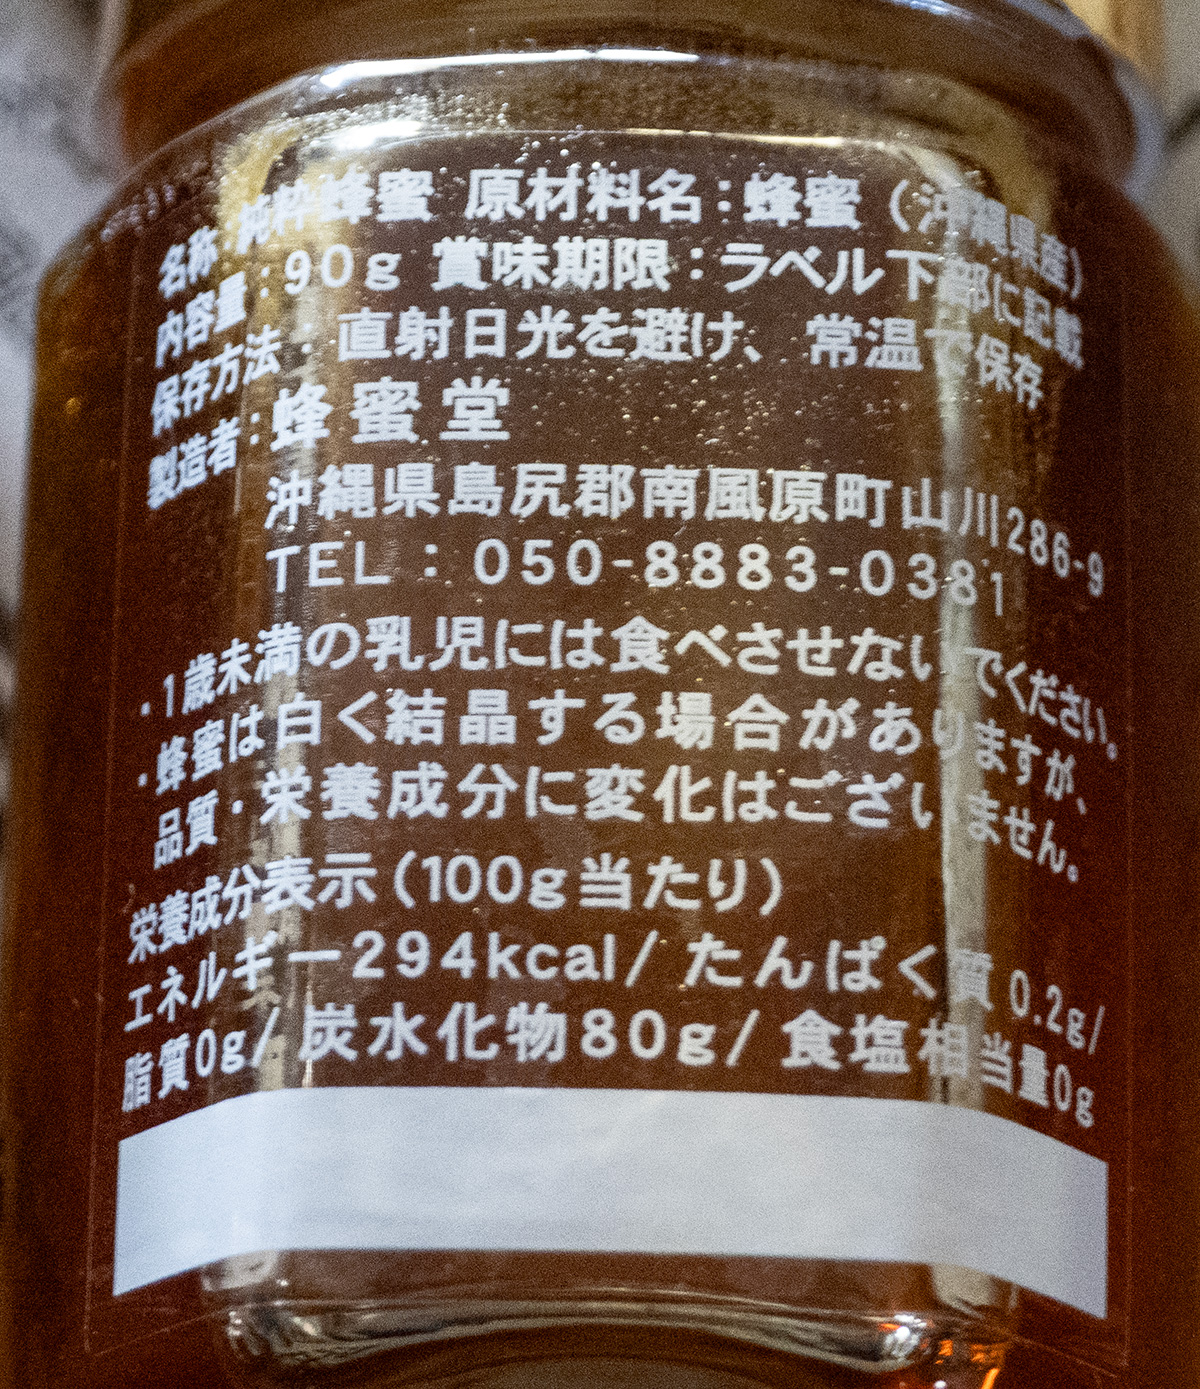 名称:純粋蜂蜜 原材料名:蜂蜜(沖縄県産)
内容量:90g 賞味期限:ラベル下部に記載
保存方法:直射日光を避け、常温で保存
製造者:蜂蜜堂
沖縄県島尻郡南風原町山川286-9
TEL:050-8883-0381
・1歳未満の乳児には食べさせないでください。
・蜂蜜は白く結晶する場合がありますが、
品質・栄養成分に変化はございません。
栄養成分表示(100g当たり)
エネルギー294kcal/たんぱく質0.2g/
脂質0g/炭水化物80g/食塩相当量0g